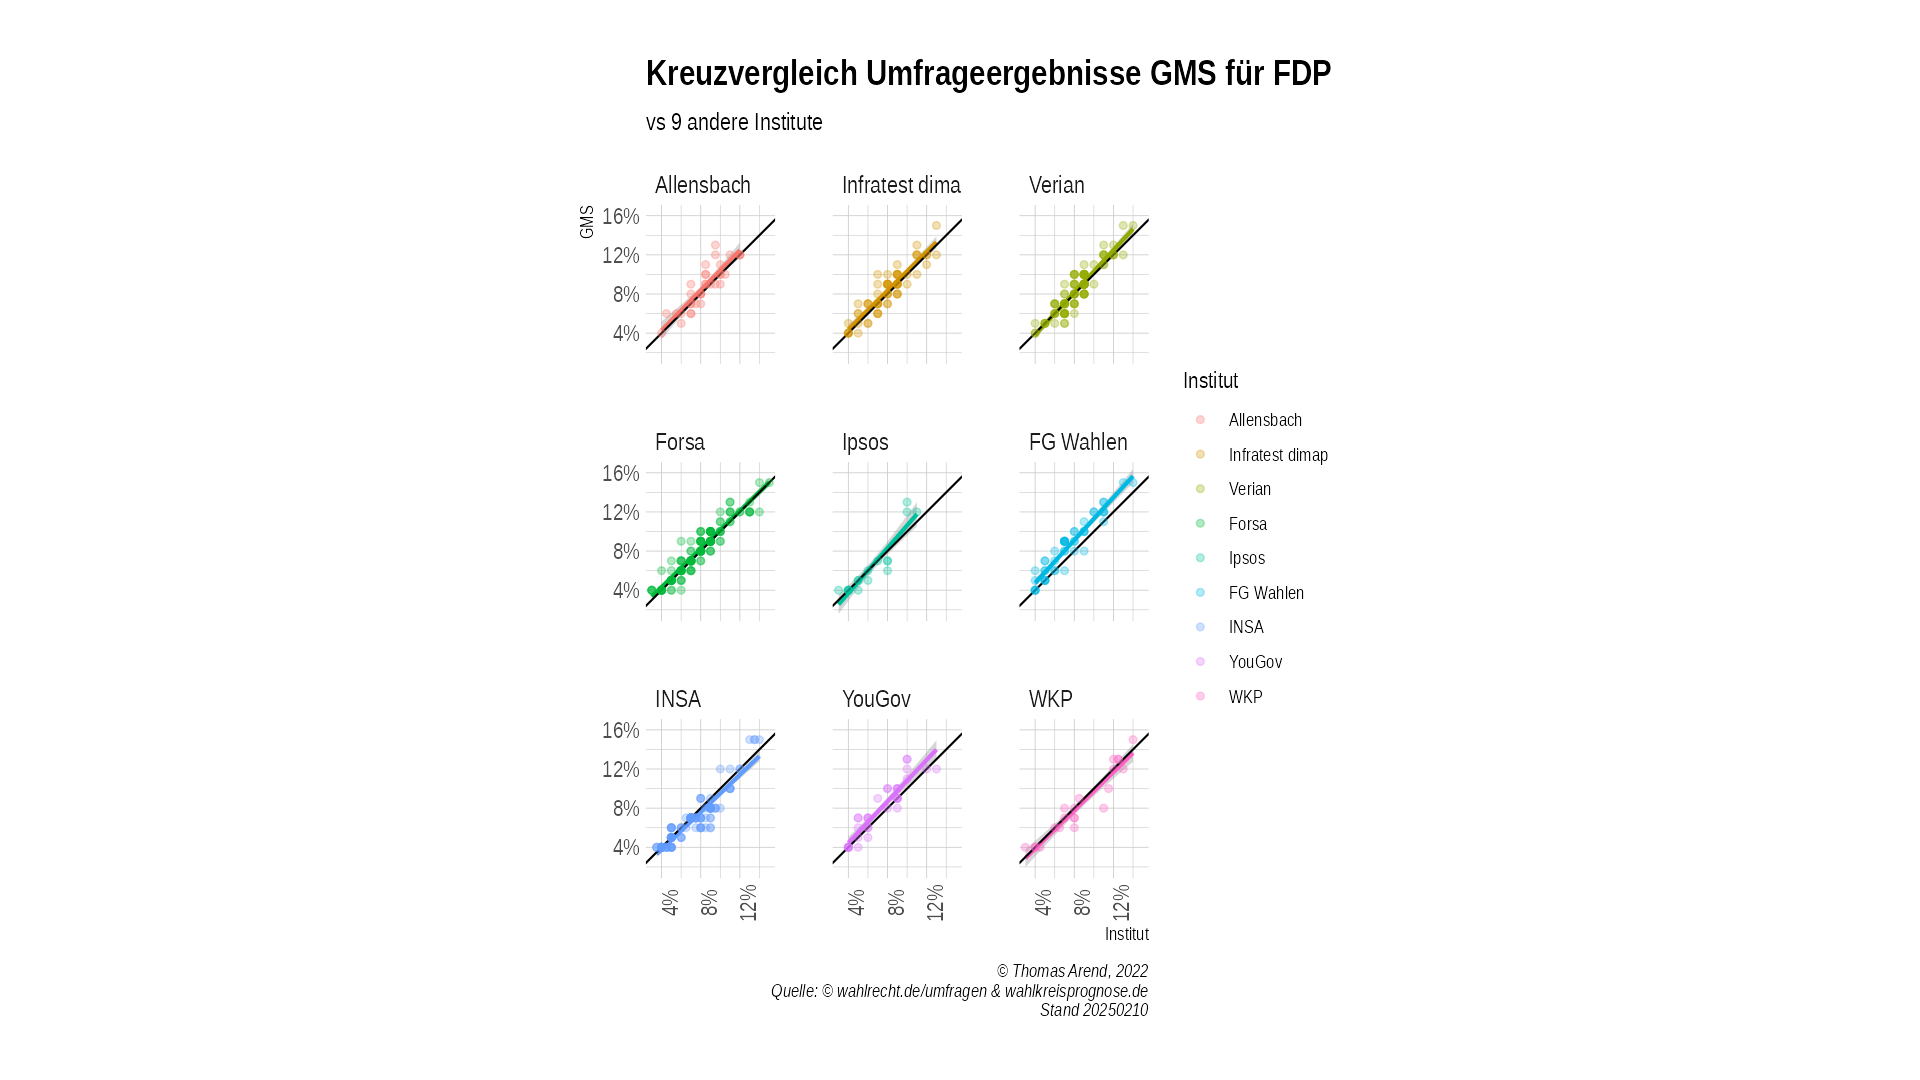 Kreuzvergleich Umfrageergebnisse GMS für FDP
vs 9 andere Institute
Allensbach
Infratest dima
Verian
GMS
16%
12%
8%
4%
Forsa
Ipsos
FG Wahlen
16%
12%
8%
4%
INSA
YouGov
WKP
16%
12%
8%
4%
4%
8%
12%
4%
8%
12%
4%
8%
12%
Institut
Institut
Allensbach
Infratest dimap
Verian
Forsa
Ipsos
FG Wahlen
INSA
YouGov
WKP
© Thomas Arend, 2022
Quelle: © wahlrecht.de/umfragen & wahlkreisprognose.de
Stand 20250210